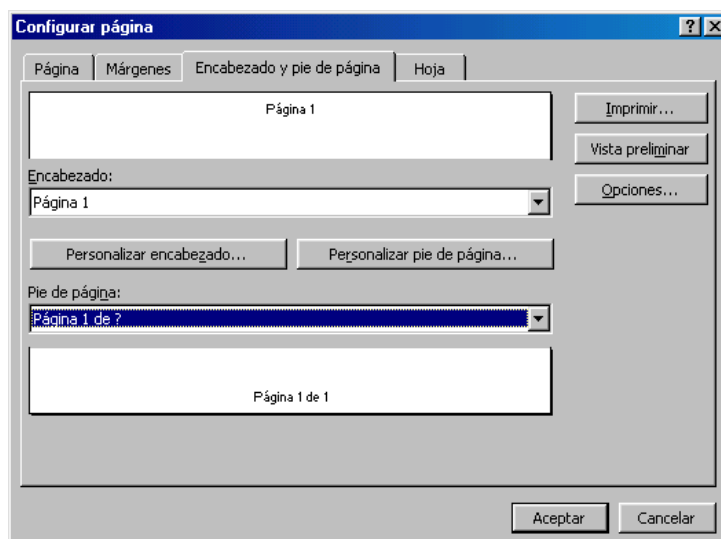 Configurar página
Página Márgenes Encabezado y pie de página Hoja
Página 1
Imprimir...
Vista preliminar
Opciones...
Encabezado:
Página 1
Personalizar encabezado... Personalizar pie de página...
Pie de página:
Página 1 de ?
Página 1 de 1
Aceptar Cancelar